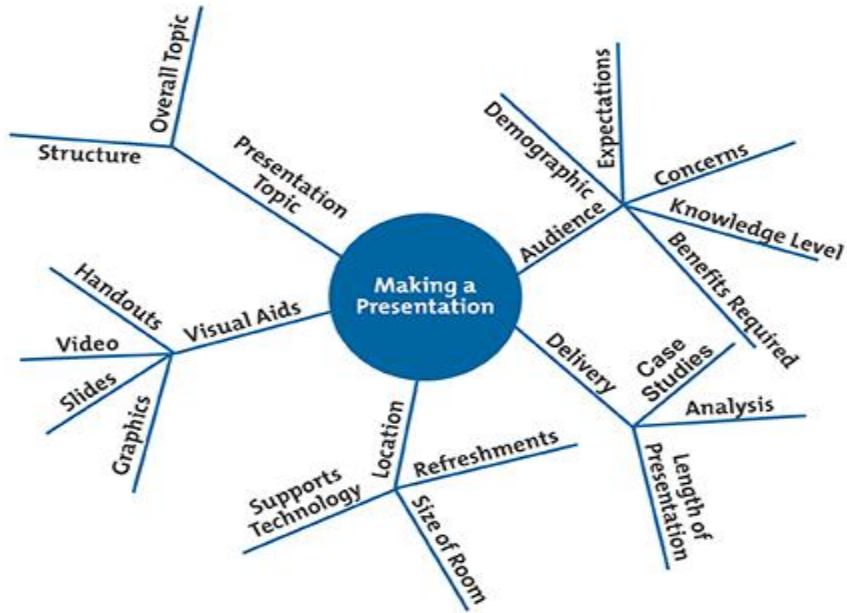 Making a
Presentation
Presentation
Topic
Overall Topic
Structure
Audience
Demographic
Expectations
Concerns
Knowledge Level
Benefits Required
Delivery
Case
Studies
Analysis
Length of
Presentation
Location
Refreshments
Size of Room
Supports
Technology
Visual Aids
Handouts
Video
Slides
Graphics